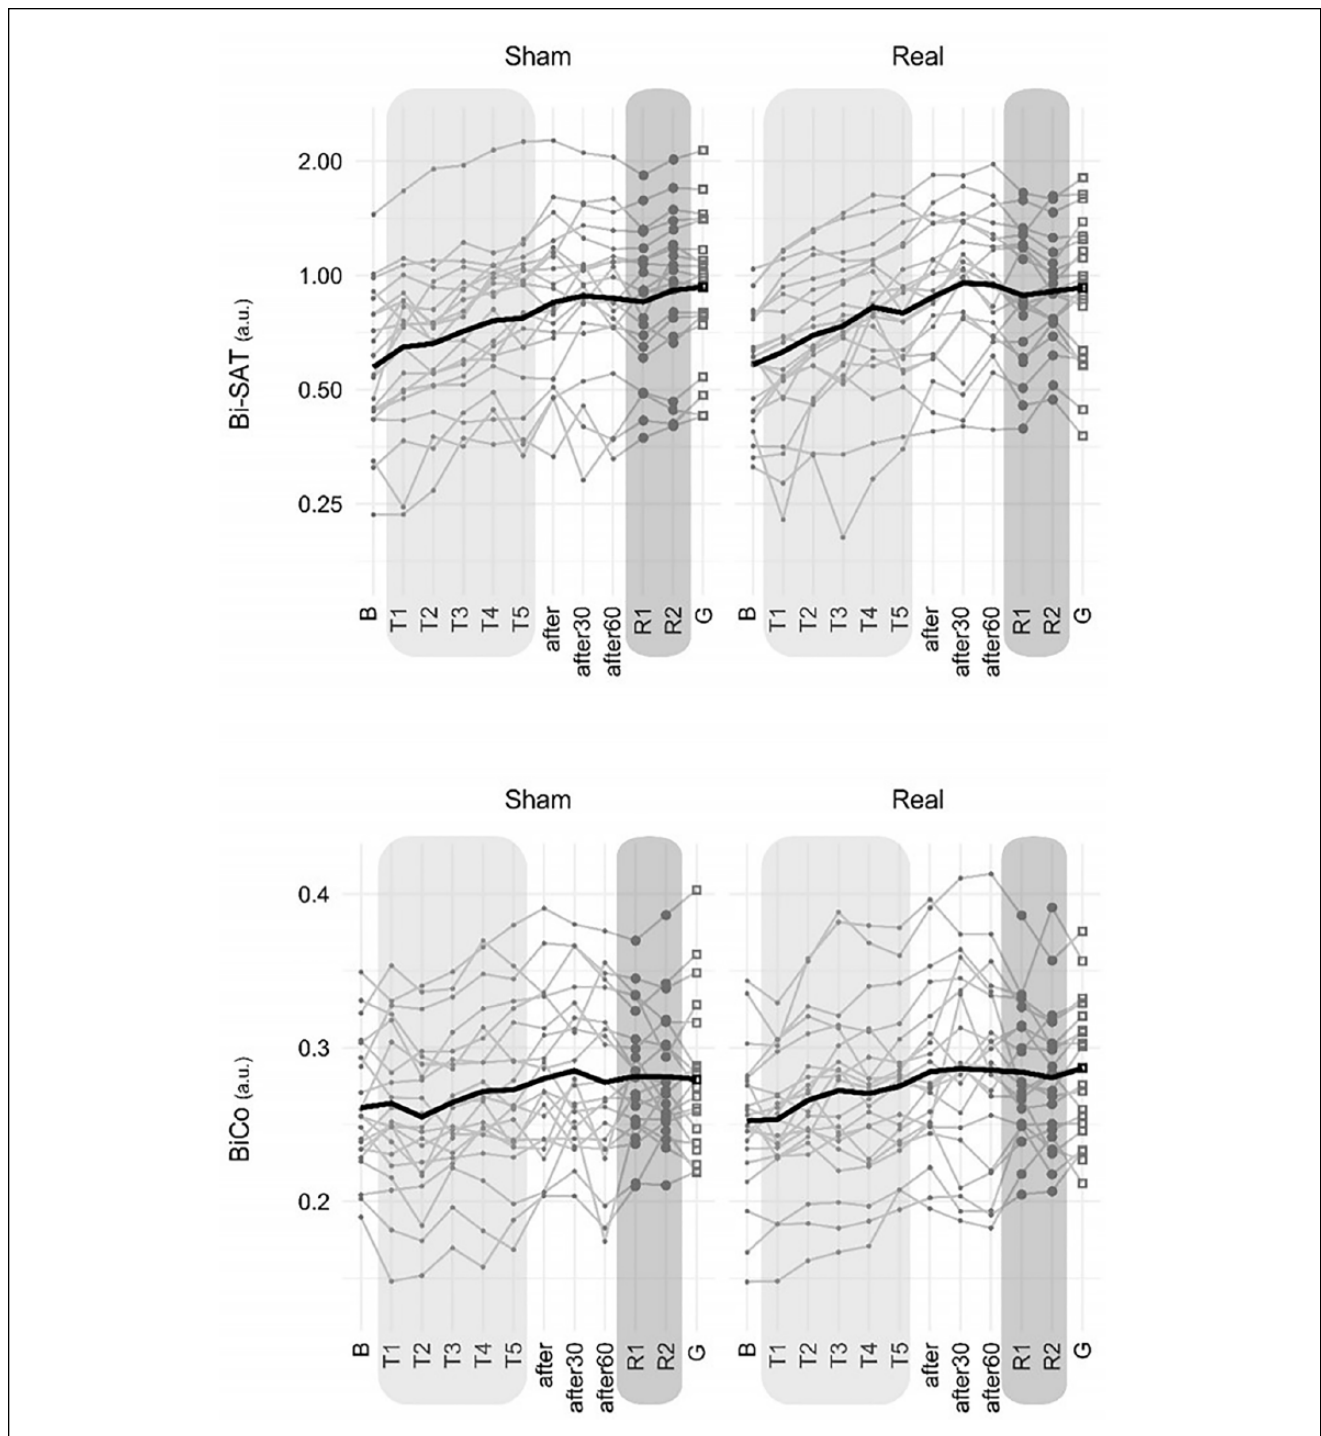 Sham Real
2.00
1.00
0.50
0.25
Bi-SAT (a.u.)
B T1 T2 T3 T4 T5 after after30 after60 R1 R2 G B T1 T2 T3 T4 T5 after after30 after60 R1 R2 G
Sham Real
0.4
0.3
0.2
BiCo (a.u.)
B T1 T2 T3 T4 T5 after after30 after60 R1 R2 G B T1 T2 T3 T4 T5 after after30 after60 R1 R2 G